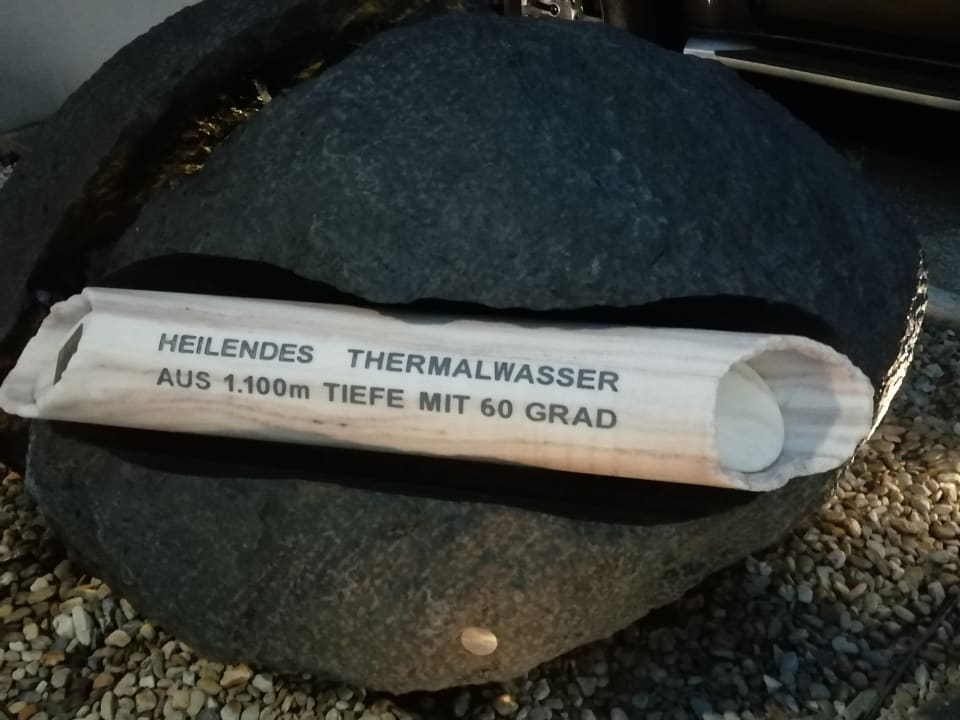 HEILENDES THERMALWASSER
AUS 1.100m TIEFE MIT 60 GRAD